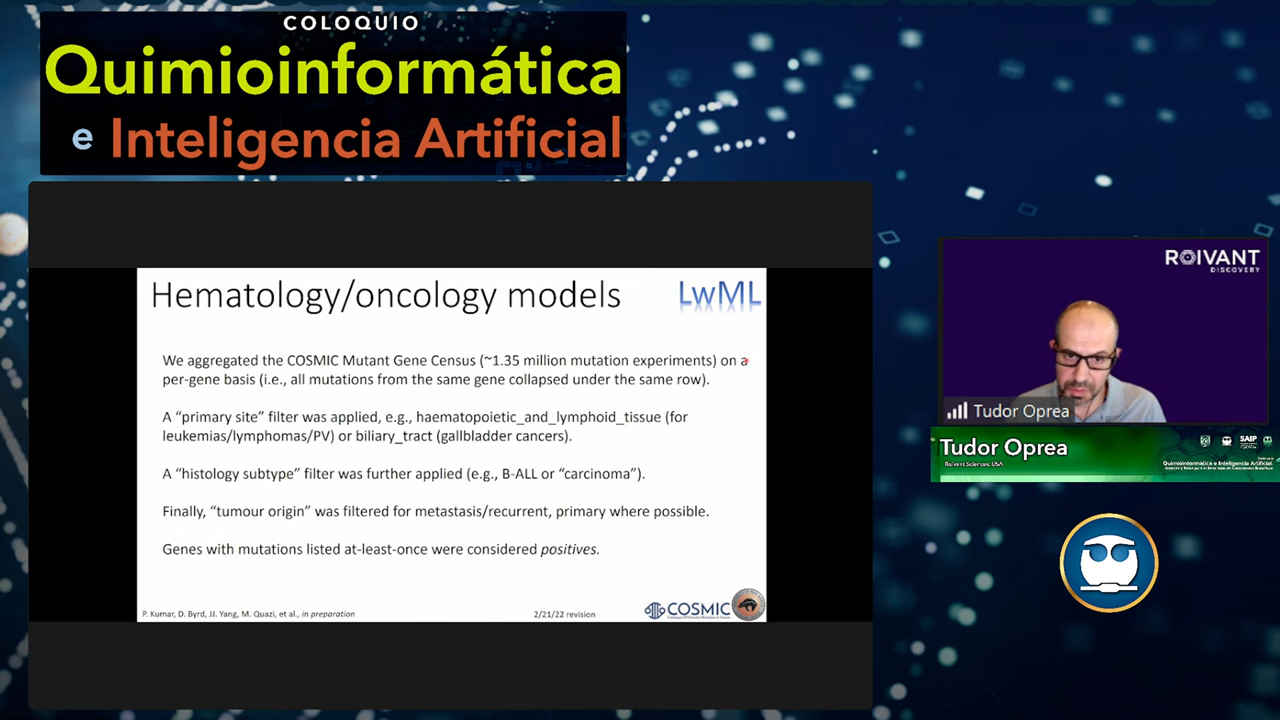 COLOQUIO
Quimioinformática
e Inteligencia Artificial
Hematology/oncology models
LwML
We aggregated the COSMIC Mutant Gene Census (~1.35 million mutation experiments) on a
per-gene basis (i.e., all mutations from the same gene collapsed under the same row).
A “primary site” filter was applied, e.g., haematopoietic_and_lymphoid_tissue (for
leukemias/lymphomas/PV) or biliary_tract (gallbladder cancers).
A “histology subtype” filter was further applied (e.g., B-ALL or “carcinoma”).
Finally, “tumour origin” was filtered for metastasis/recurrent, primary where possible.
Genes with mutations listed at-least-once were considered positives.
P. Kumar, D. Byrd, JJ. Yang, M. Quazi, et al., in preparation
2/21/22 revision
COSMIC
ROIVANT
DISCOVERY
Tudor Oprea
Tudor Oprea
Roivant Sciences, USA
SAIP
Quimioinformática e Inteligencia Artificial